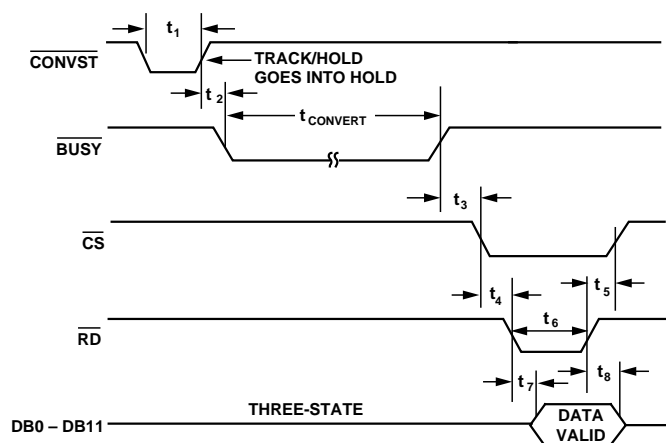 t1
CONVST
TRACK/HOLD
GOES INTO HOLD
t2
tCONVERT
BUSY
t3
CS
t4
t5
t6
RD
t7
t8
THREE-STATE
DB0 – DB11
DATA
VALID